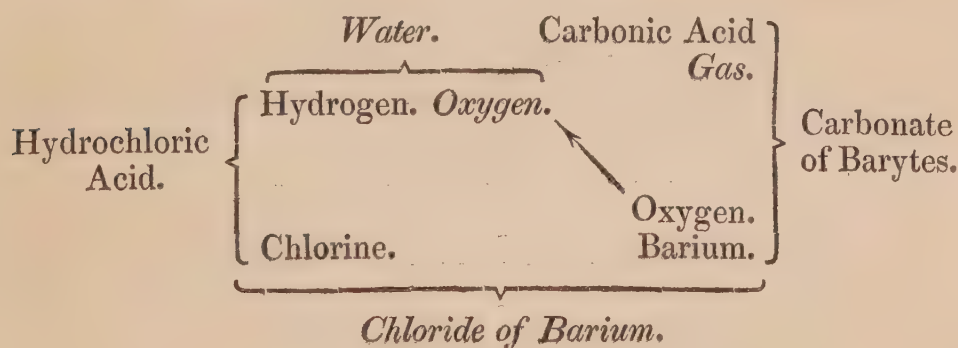 Water.
Carbonic Acid
Gas.
Hydrogen. Oxygen.
Hydrochloric
Acid.
Carbonate
of Barytes.
Oxygen.
Chlorine.
Barium.
Chloride of Barium.